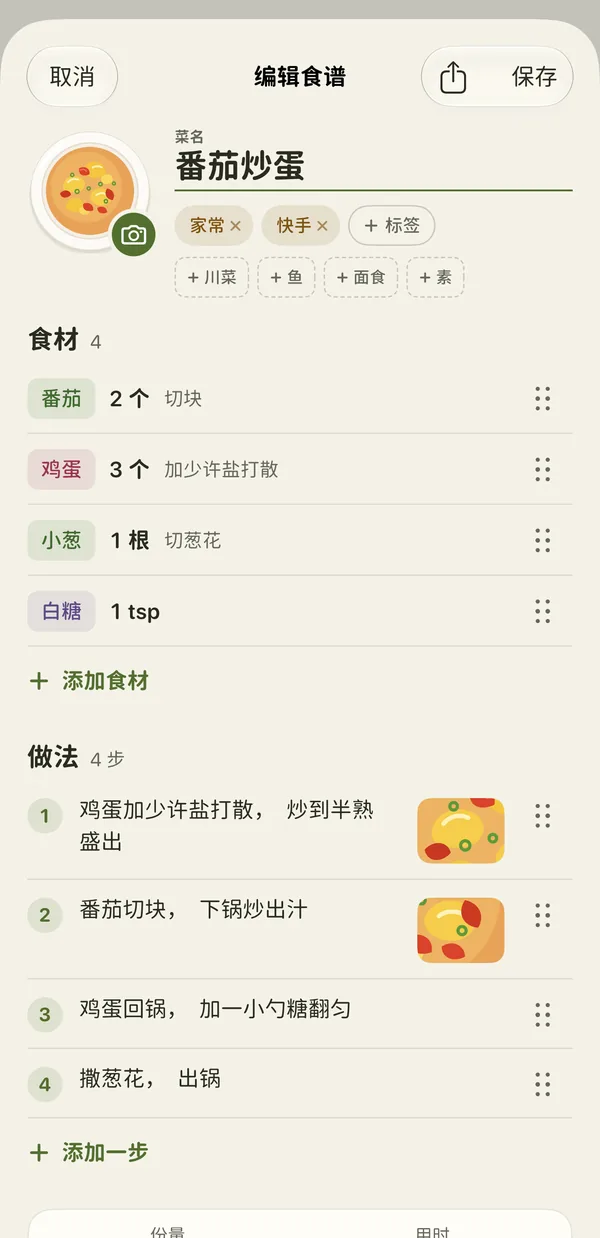 取消 编辑食谱 保存
菜名
番茄炒蛋
家常 × 快手 × + 标签
+ 川菜 + 鱼 + 面食 + 素
食材 4
番茄 2 个 切块
鸡蛋 3 个 加少许盐打散
小葱 1 根 切葱花
白糖 1 tsp
+ 添加食材
做法 4 步
1 鸡蛋加少许盐打散， 炒到半熟
盛出
2 番茄切块， 下锅炒出汁
3 鸡蛋回锅， 加一小勺糖翻匀
4 撒葱花， 出锅
+ 添加一步
份量 用时